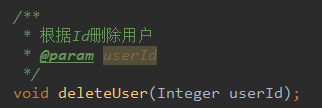 /**
 * 根据Id删除用户
 * @param userId
 */
void deleteUser(Integer userId);